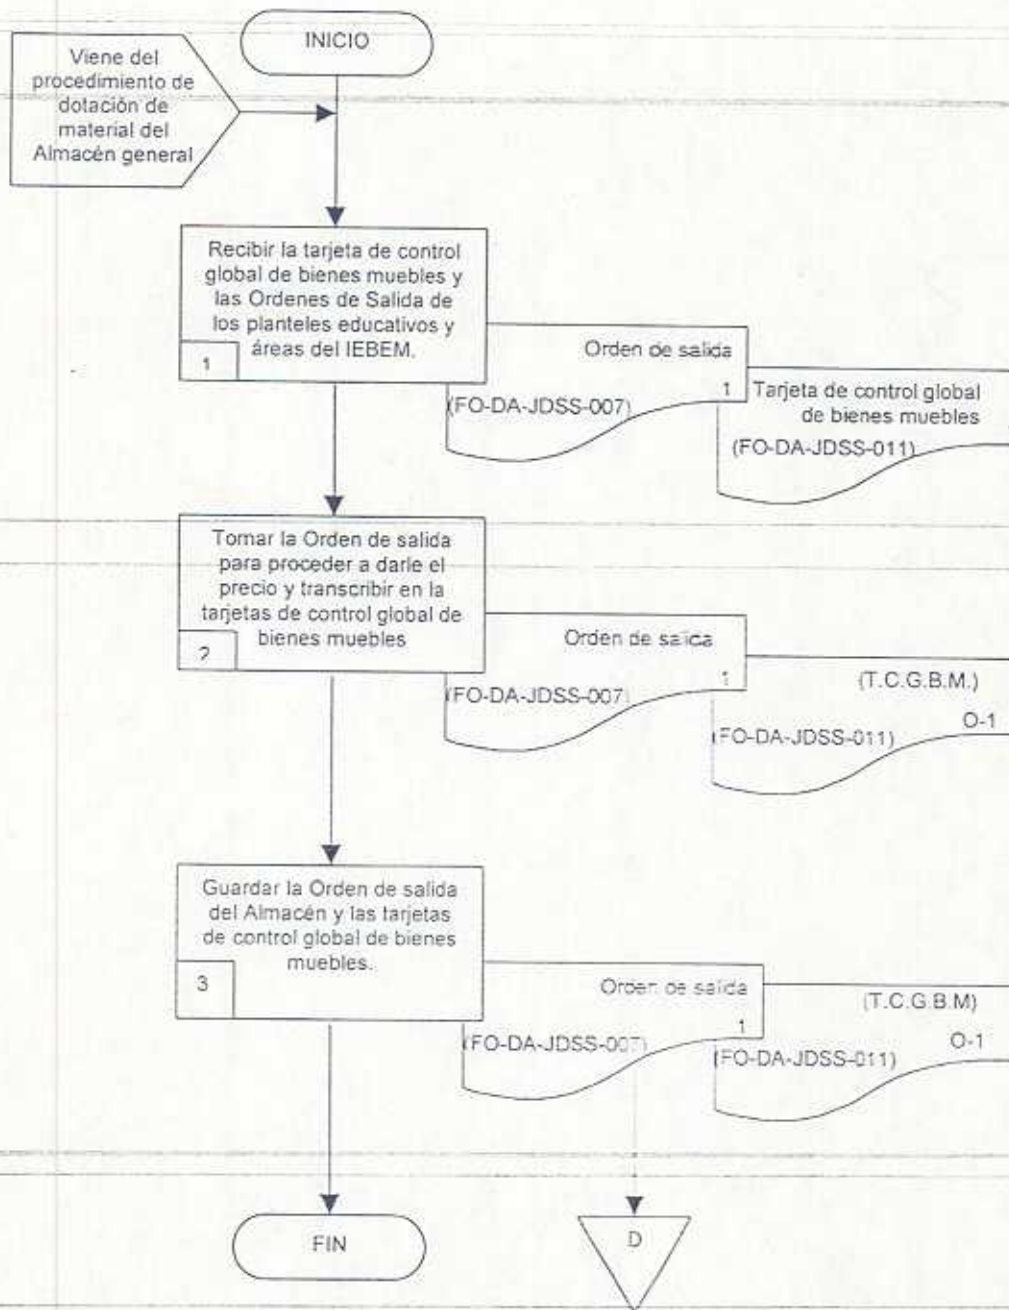 INICIO
Viene del
procedimiento de
dotación de
material del
Almacén general
Recibir la tarjeta de control
global de bienes muebles y
las Ordenes de Salida de
los planteles educativos y
áreas del IEBEM.
1
Orden de salida
1
(FO-DA-JDSS-007)
Tarjeta de control global
de bienes muebles
(FO-DA-JDSS-011)
Tomar la Orden de salida
para proceder a darle el
precio y transcribir en la
tarjetas de control global de
bienes muebles
2
Orden de salida
1
(FO-DA-JDSS-007)
(T.C.G.B.M.)
O-1
(FO-DA-JDSS-011)
Guardar la Orden de salida
del Almacén y las tarjetas
de control global de bienes
muebles.
3
Orden de salida
1
(FO-DA-JDSS-007)
(T.C.G.B.M)
O-1
(FO-DA-JDSS-011)
FIN
D